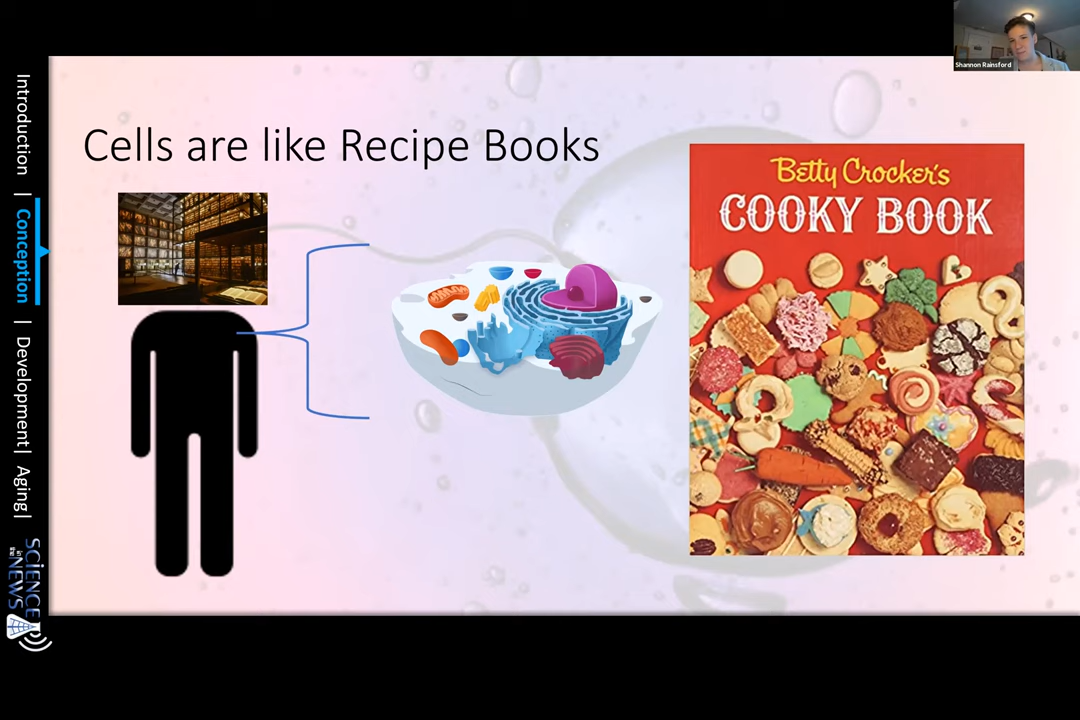 Shannon Rainsford
Introduction | Conception | Development| Aging|
SCIENCE
in the
NEWS
Cells are like Recipe Books
Betty Crocker's
COOKY BOOK